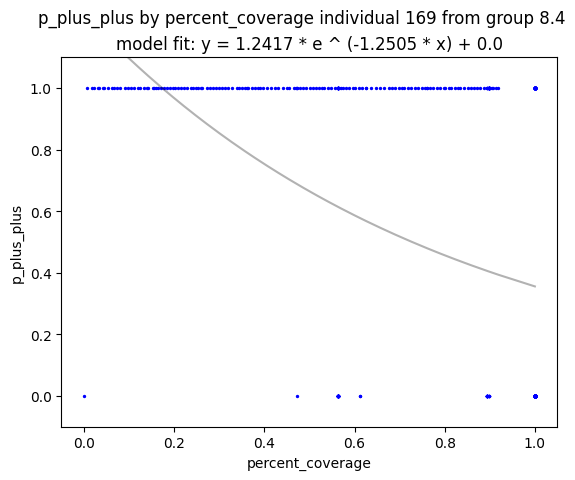 p_plus_plus by percent_coverage individual 169 from group 8.4
model fit: y = 1.2417 * e ^ (-1.2505 * x) + 0.0
1.0
0.8
0.6
0.4
0.2
0.0
p_plus_plus
0.0 0.2 0.4 0.6 0.8 1.0
percent_coverage